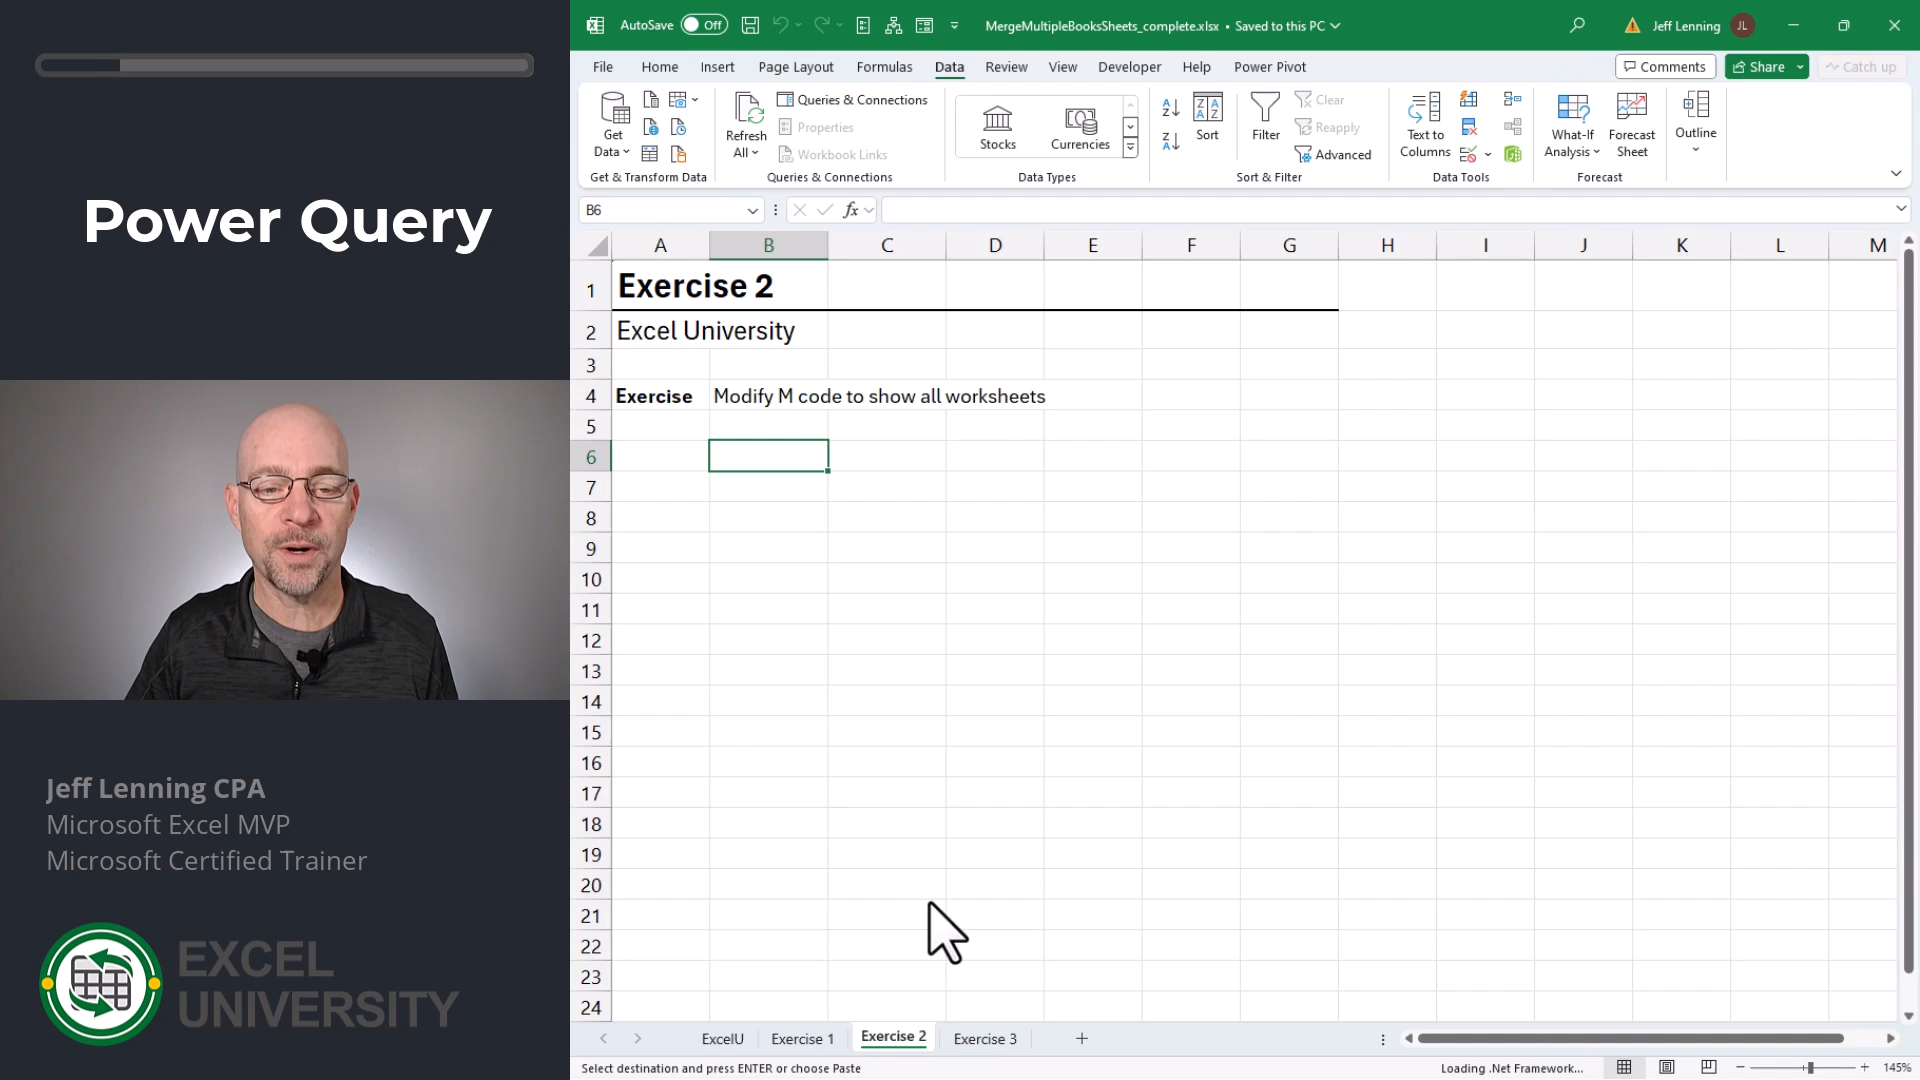 Power Query
Jeff Lenning CPA
Microsoft Excel MVP
Microsoft Certified Trainer
EXCEL
UNIVERSITY
AutoSave Off
MergeMultipleBooksSheets_complete.xlsx • Saved to this PC
Jeff Lenning JL
File Home Insert Page Layout Formulas Data Review View Developer Help Power Pivot
Comments Share Catch up
Get Data
Get & Transform Data
Refresh All
Queries & Connections
Properties
Workbook Links
Queries & Connections
Stocks
Currencies
Data Types
Sort
Filter
Clear
Reapply
Advanced
Sort & Filter
Text to Columns
Data Tools
What-If Analysis
Forecast Sheet
Forecast
Outline
B6
fx
A B C D E F G H I J K L M
1 Exercise 2
2 Excel University
3
4 Exercise Modify M code to show all worksheets
5
6
7
8
9
10
11
12
13
14
15
16
17
18
19
20
21
22
23
24
ExcelU Exercise 1 Exercise 2 Exercise 3
Select destination and press ENTER or choose Paste
Loading .Net Framework...
145%